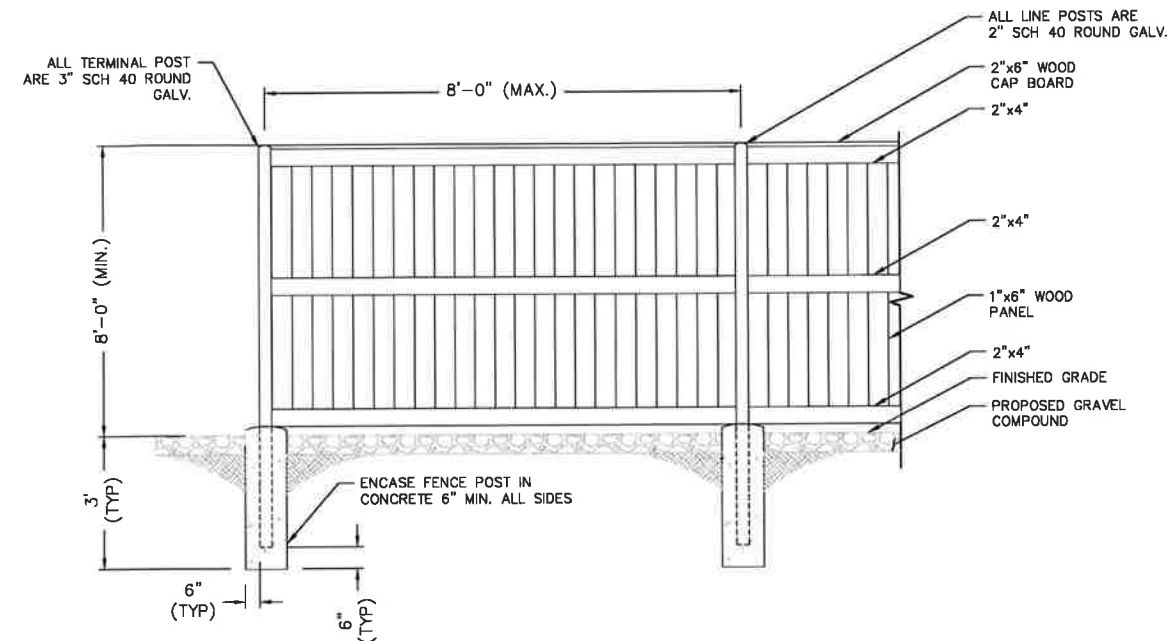 ALL TERMINAL POST
ARE 3" SCH 40 ROUND
GALV.
8'-0" (MAX.)
ALL LINE POSTS ARE
2" SCH 40 ROUND GALV.
2"x6" WOOD
CAP BOARD
2"x4"
8'-0" (MIN.)
2"x4"
1"x6" WOOD
PANEL
2"x4"
FINISHED GRADE
PROPOSED GRAVEL
COMPOUND
3'
(TYP)
ENCASE FENCE POST IN
CONCRETE 6" MIN. ALL SIDES
6"
(TYP)
6"
(TYP)